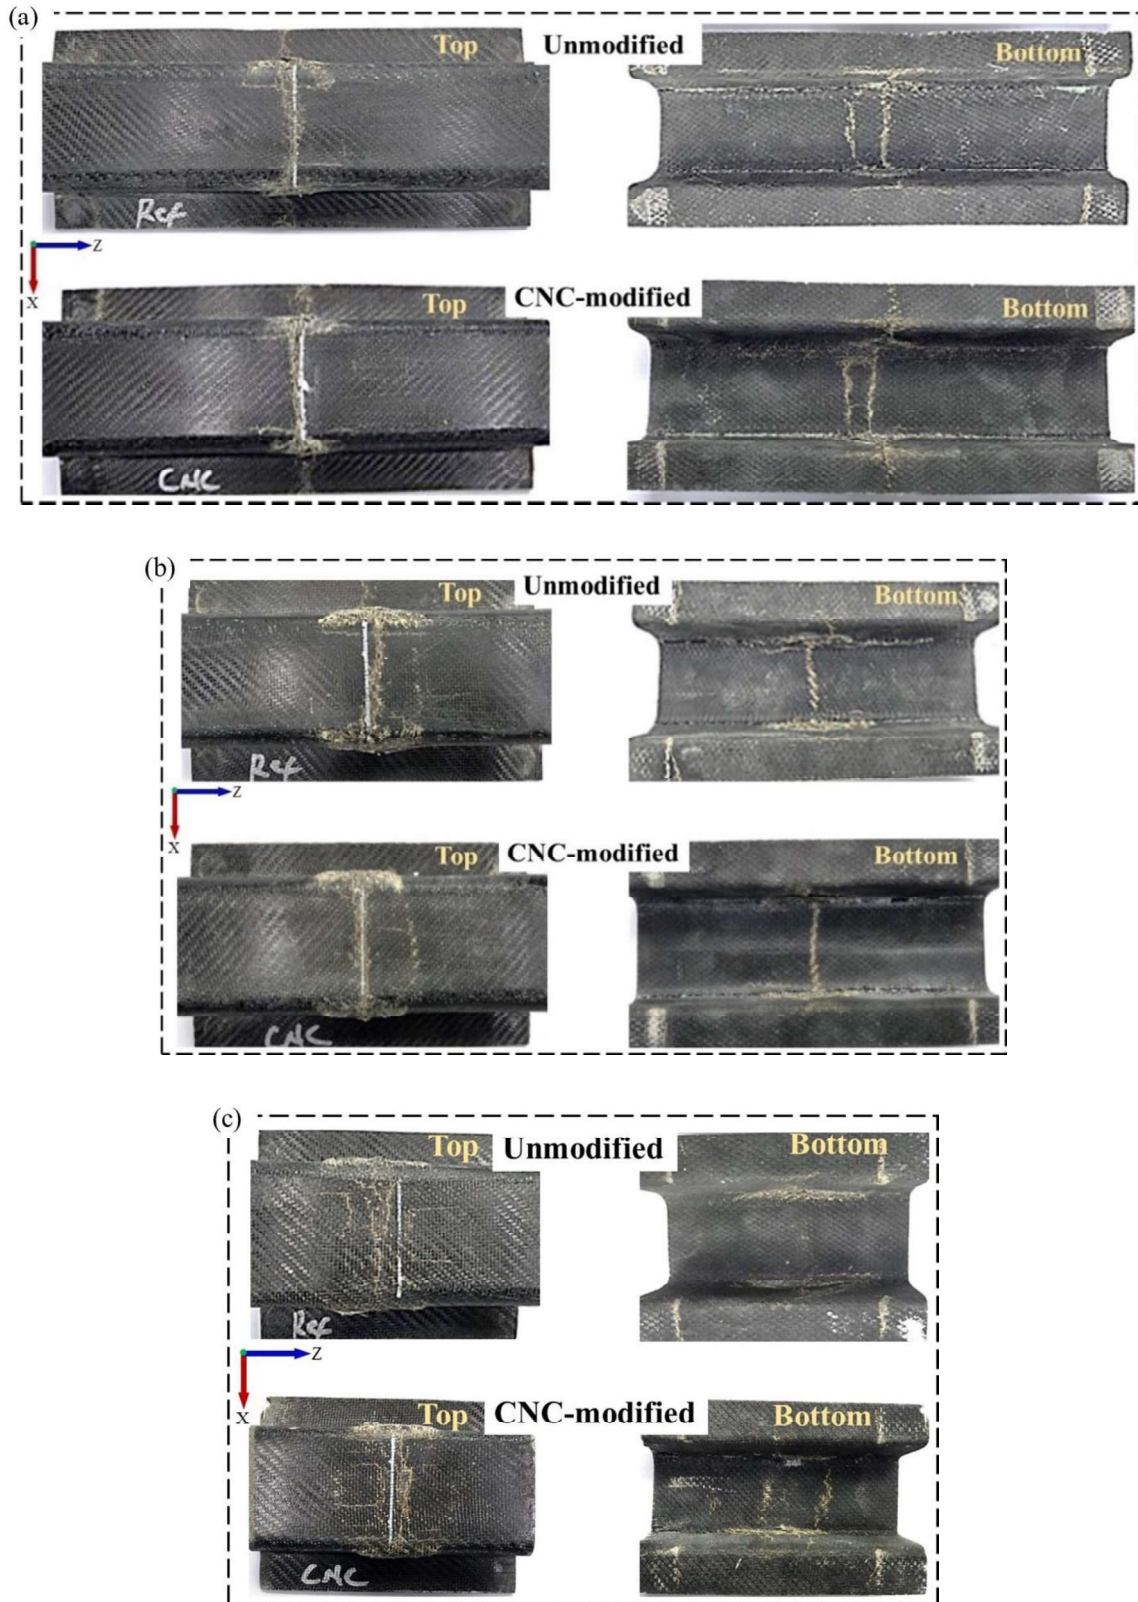 (a)
Top Unmodified Bottom
Ref
Z
X
Top CNC-modified Bottom
CNC
(b)
Top Unmodified Bottom
Ref
Z
X
Top CNC-modified Bottom
CNC
(c)
Top Unmodified Bottom
Ref
Z
X
Top CNC-modified Bottom
CNC